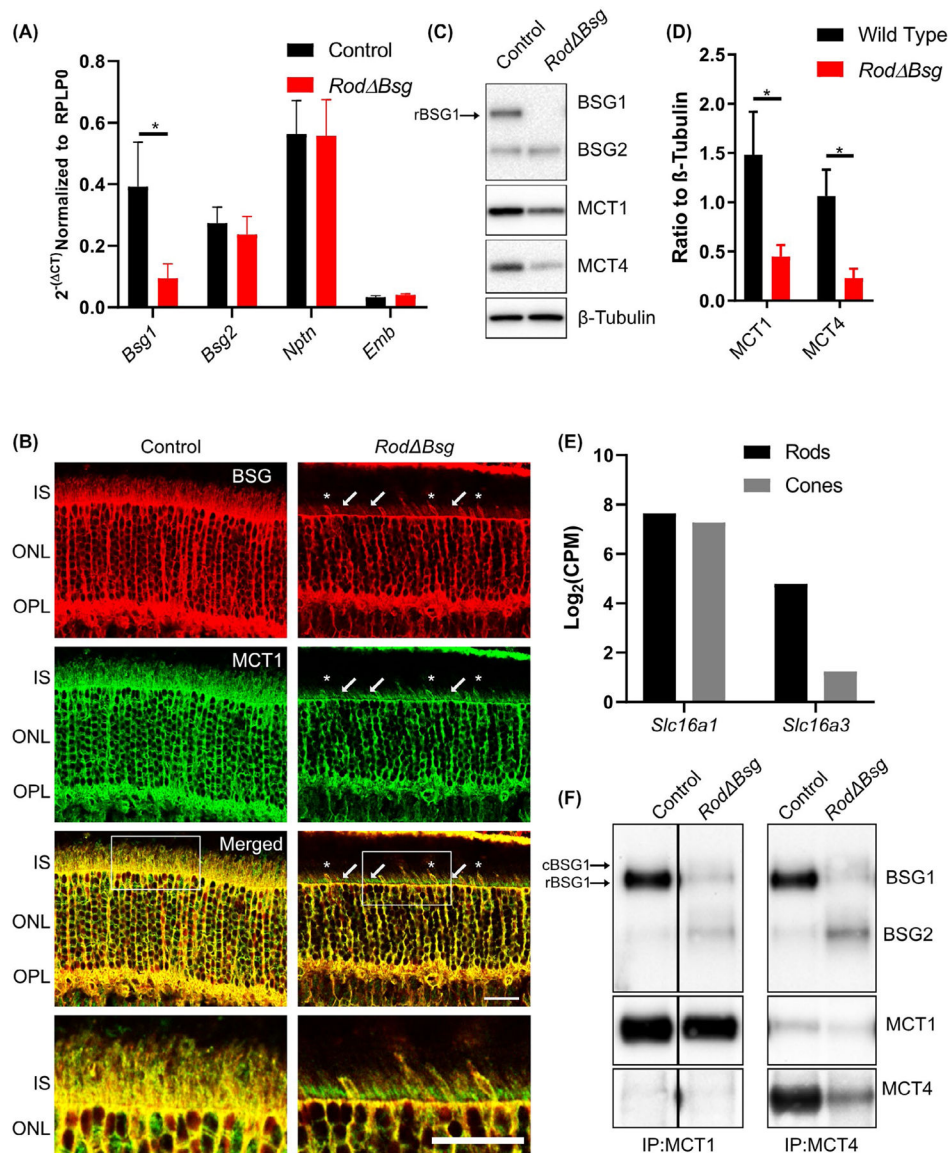 (A)
Control
RodΔBsg
2-(ΔCT) Normalized to RPLP0
0.8
0.6
0.4
0.2
0.0
*
Bsg1
Bsg2
Nptn
Emb
(C)
Control
RodΔBsg
rBSG1
BSG1
BSG2
MCT1
MCT4
β-Tubulin
(D)
Wild Type
RodΔBsg
Ratio to ß-Tubulin
2.0
1.5
1.0
0.5
0.0
*
*
MCT1
MCT4
(B)
Control
RodΔBsg
BSG
IS
ONL
OPL
* * *
MCT1
IS
ONL
OPL
* * *
Merged
IS
ONL
OPL
* * *
IS
ONL
(E)
Rods
Cones
Log2(CPM)
10
8
6
4
2
0
Slc16a1
Slc16a3
(F)
Control
RodΔBsg
Control
RodΔBsg
cBSG1
rBSG1
BSG1
BSG2
MCT1
MCT4
IP:MCT1
IP:MCT4